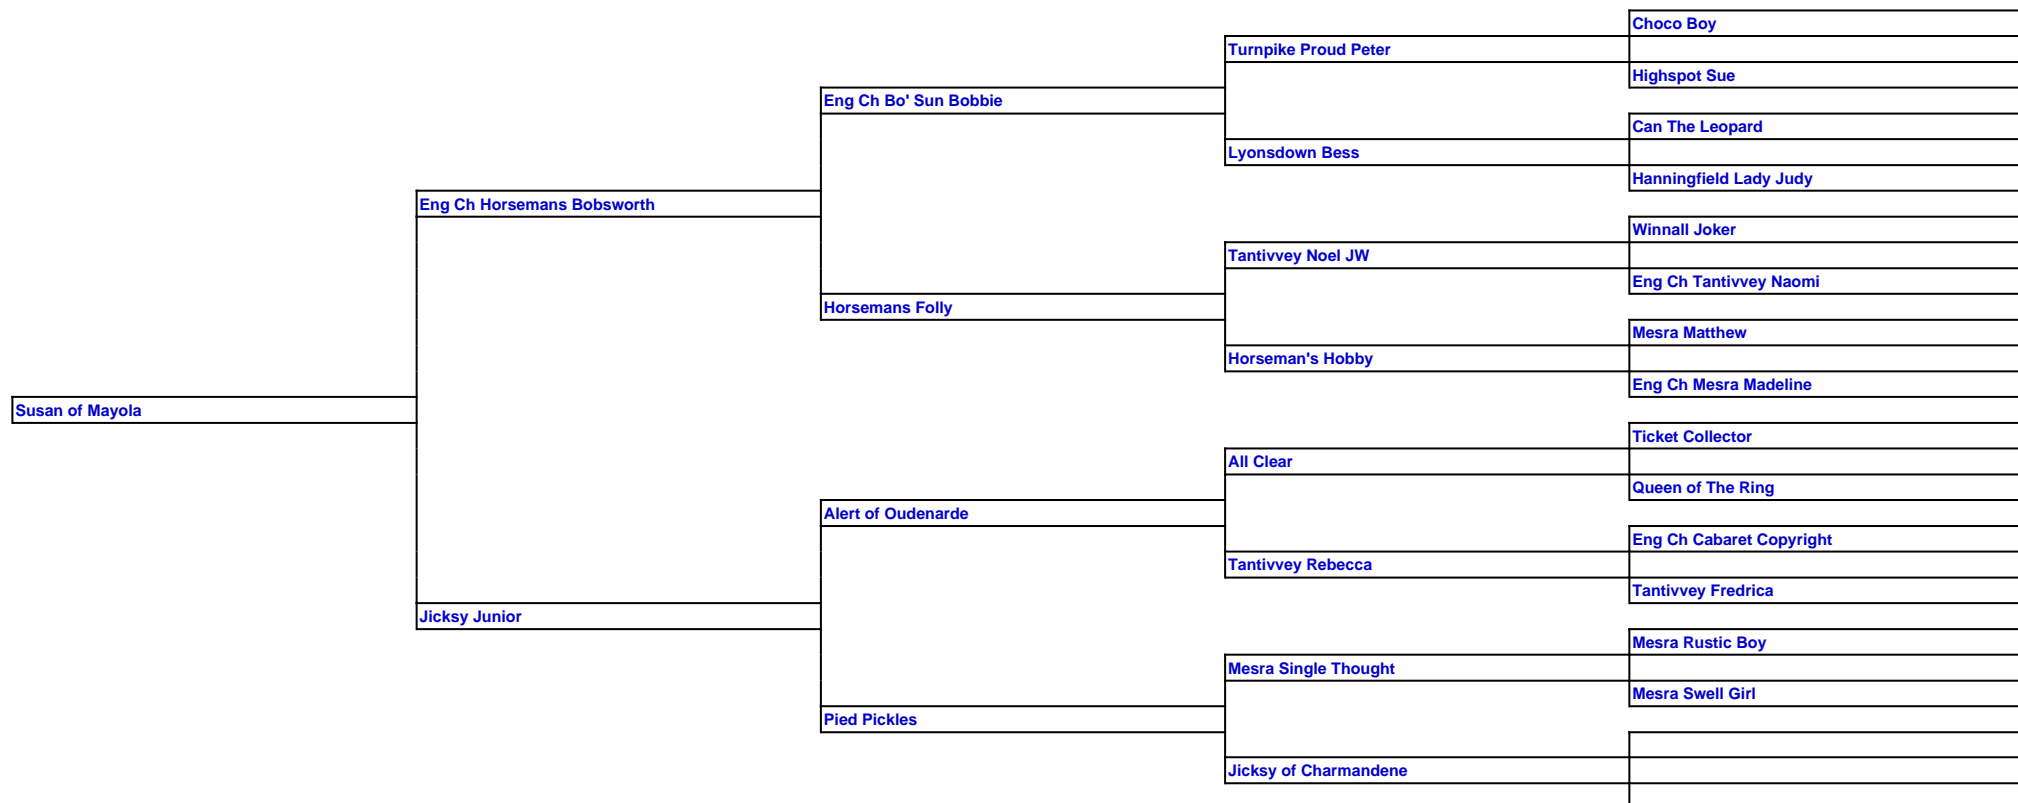 Choco Boy
Turnpike Proud Peter
Highspot Sue
Eng Ch Bo' Sun Bobbie
Can The Leopard
Lyonsdown Bess
Hanningfield Lady Judy
Eng Ch Horsemans Bobsworth
Winnall Joker
Tantivvey Noel JW
Eng Ch Tantivvey Naomi
Horsemans Folly
Mesra Matthew
Horseman's Hobby
Eng Ch Mesra Madeline
Susan of Mayola
Ticket Collector
All Clear
Queen of The Ring
Alert of Oudenarde
Eng Ch Cabaret Copyright
Tantivvey Rebecca
Tantivvey Fredrica
Jicksy Junior
Mesra Rustic Boy
Mesra Single Thought
Mesra Swell Girl
Pied Pickles
Jicksy of Charmandene